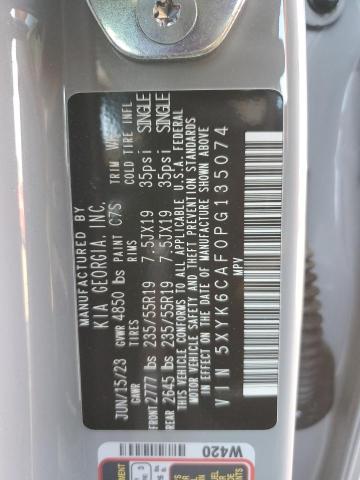 MANUFACTURED BY
KIA GEORGIA, INC.
JUN/15/23 GVWR 4850 lbs PAINT C7S TRIM
TIRES RIMS COLD TIRE INFL
FRONT 2777 lbs 235/55R19 7.5JX19 35psi SINGLE
REAR 2645 lbs 235/55R19 7.5JX19 35psi SINGLE
THIS VEHICLE CONFORMS TO ALL APPLICABLE U.S.A. FEDERAL
MOTOR VEHICLE SAFETY AND THEFT PREVENTION STANDARDS
IN EFFECT ON THE DATE OF MANUFACTURE SHOWN ABOVE
VIN 5XYK6CAF0PG135074
MPV
W420